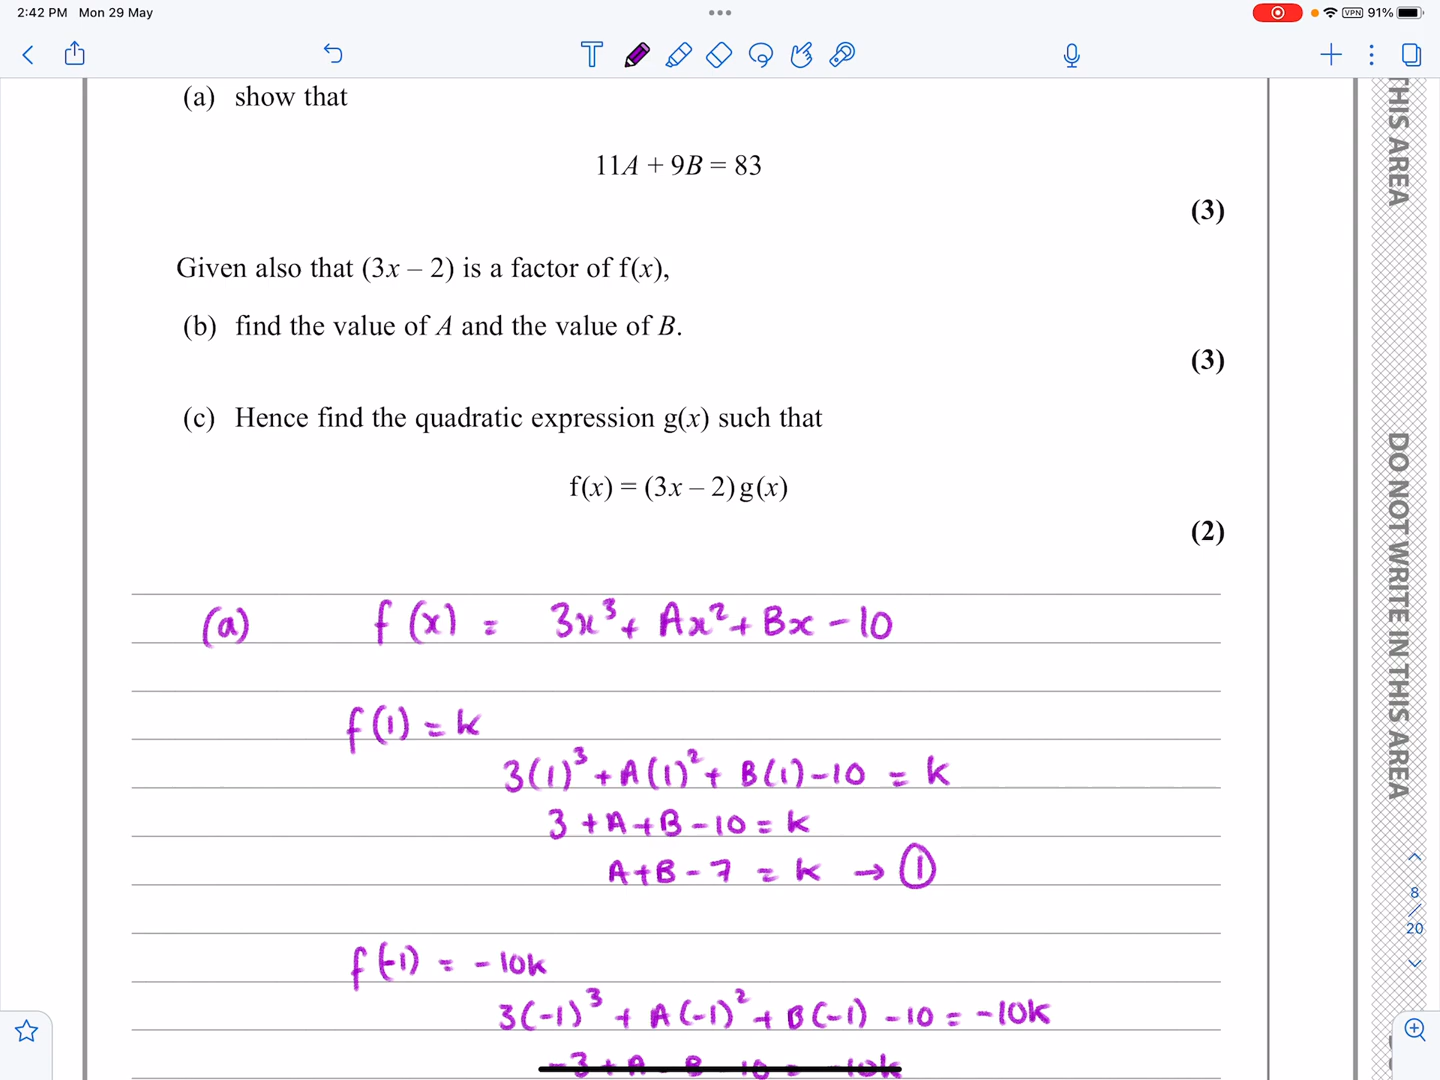 2:42 PM Mon 29 May
VPN 91%
(a) show that
11A + 9B = 83
(3)
Given also that (3x – 2) is a factor of f(x),
(b) find the value of A and the value of B.
(3)
(c) Hence find the quadratic expression g(x) such that
f(x) = (3x – 2)g(x)
(2)
(a) f(x) = 3x³ + Ax² + Bx - 10
f(1) = k
3(1)³ + A(1)² + B(1) - 10 = k
3 + A + B - 10 = k
A + B - 7 = k → ①
f(-1) = - 10k
3(-1)³ + A(-1)² + B(-1) - 10 = - 10k
-3 + A - B - 10 = - 10k
THIS AREA
DO NOT WRITE IN THIS AREA
8
/
20